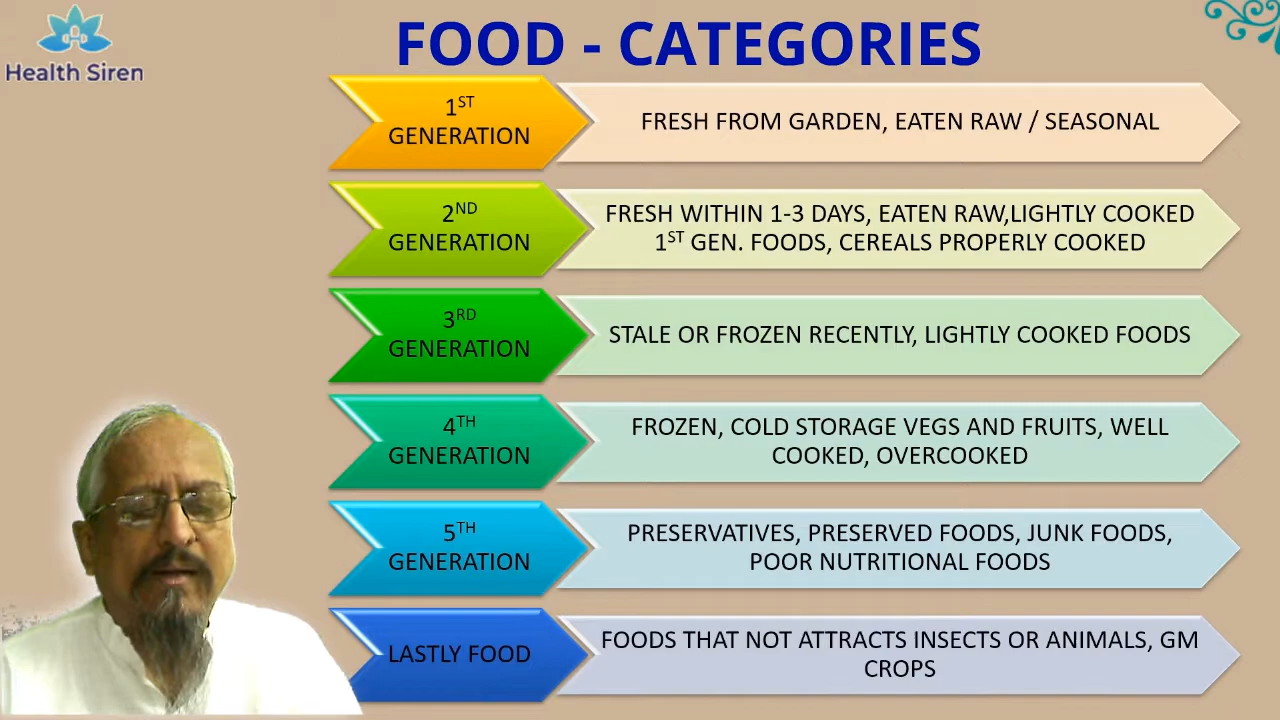 Health Siren
FOOD - CATEGORIES
1ST
GENERATION
FRESH FROM GARDEN, EATEN RAW / SEASONAL
2ND
GENERATION
FRESH WITHIN 1-3 DAYS, EATEN RAW,LIGHTLY COOKED
1ST GEN. FOODS, CEREALS PROPERLY COOKED
3RD
GENERATION
STALE OR FROZEN RECENTLY, LIGHTLY COOKED FOODS
4TH
GENERATION
FROZEN, COLD STORAGE VEGS AND FRUITS, WELL
COOKED, OVERCOOKED
5TH
GENERATION
PRESERVATIVES, PRESERVED FOODS, JUNK FOODS,
POOR NUTRITIONAL FOODS
LASTLY FOOD
FOODS THAT NOT ATTRACTS INSECTS OR ANIMALS, GM
CROPS